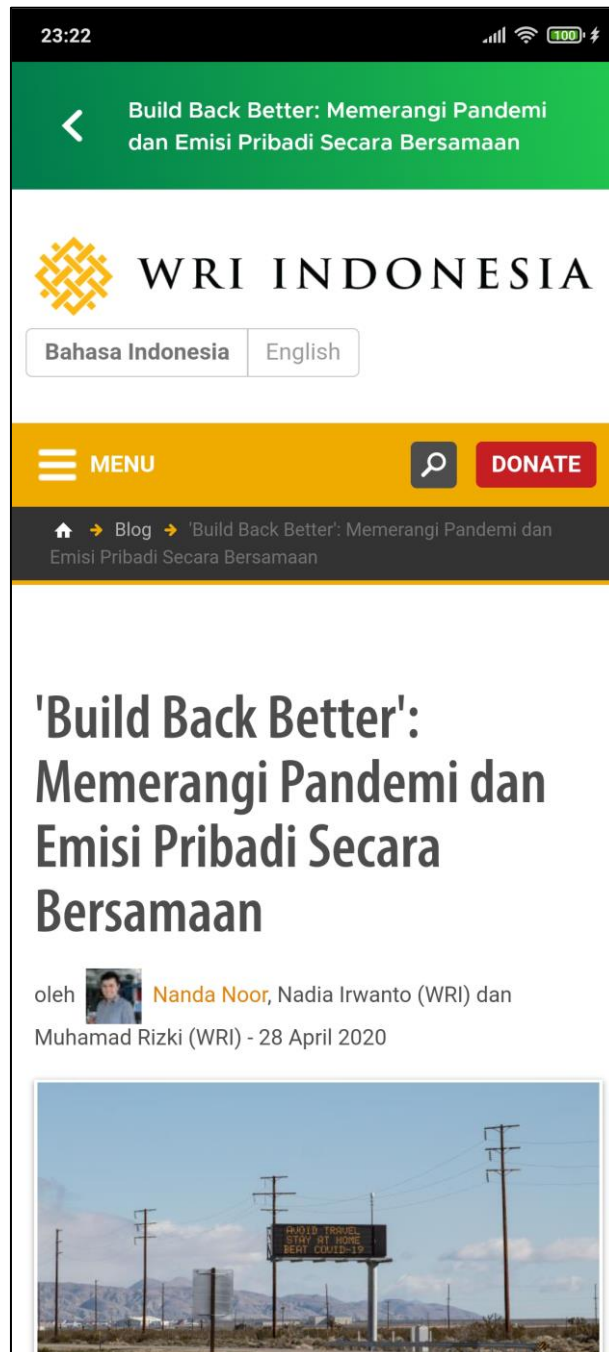 23:22
100
Build Back Better: Memerangi Pandemi
dan Emisi Pribadi Secara Bersamaan
WRI INDONESIA
Bahasa Indonesia English
MENU
DONATE
Blog 'Build Back Better': Memerangi Pandemi dan
Emisi Pribadi Secara Bersamaan
'Build Back Better':
Memerangi Pandemi dan
Emisi Pribadi Secara
Bersamaan
oleh Nanda Noor, Nadia Irwanto (WRI) dan
Muhamad Rizki (WRI) - 28 April 2020
AVOID TRAVEL
STAY AT HOME
BEAT COVID-19